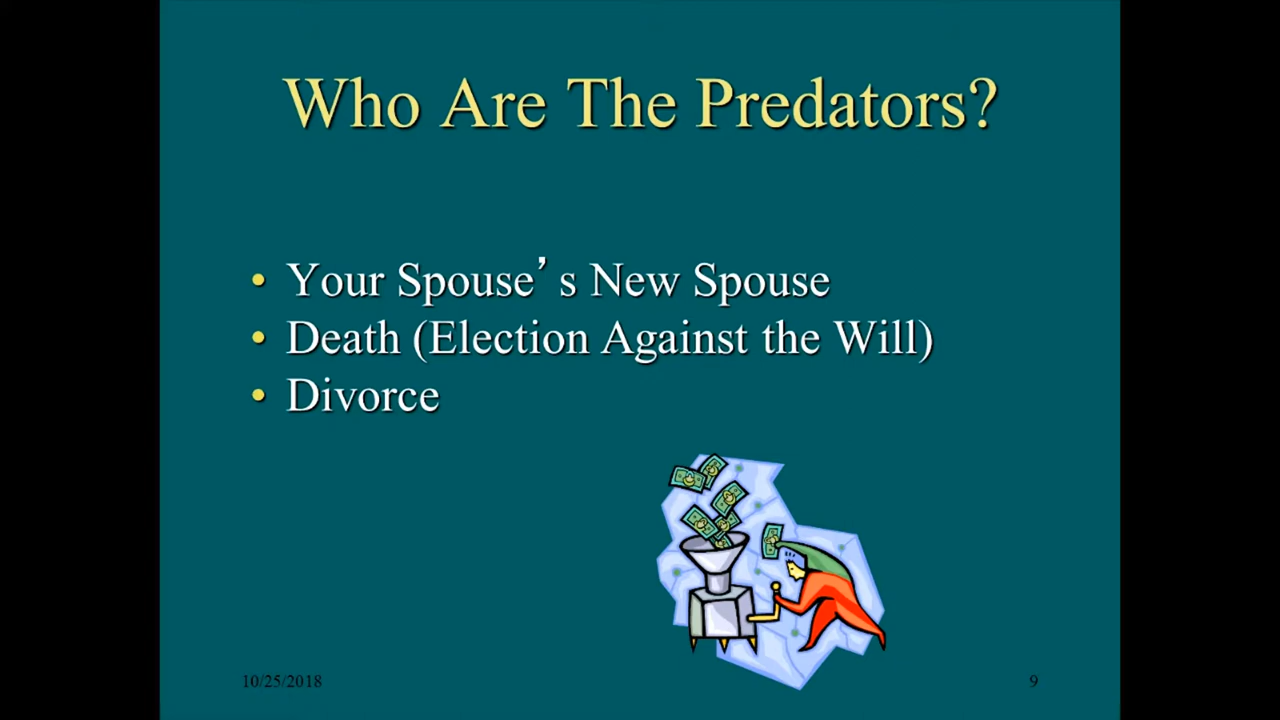 Who Are The Predators?
• Your Spouse’s New Spouse
• Death (Election Against the Will)
• Divorce
10/25/2018
9